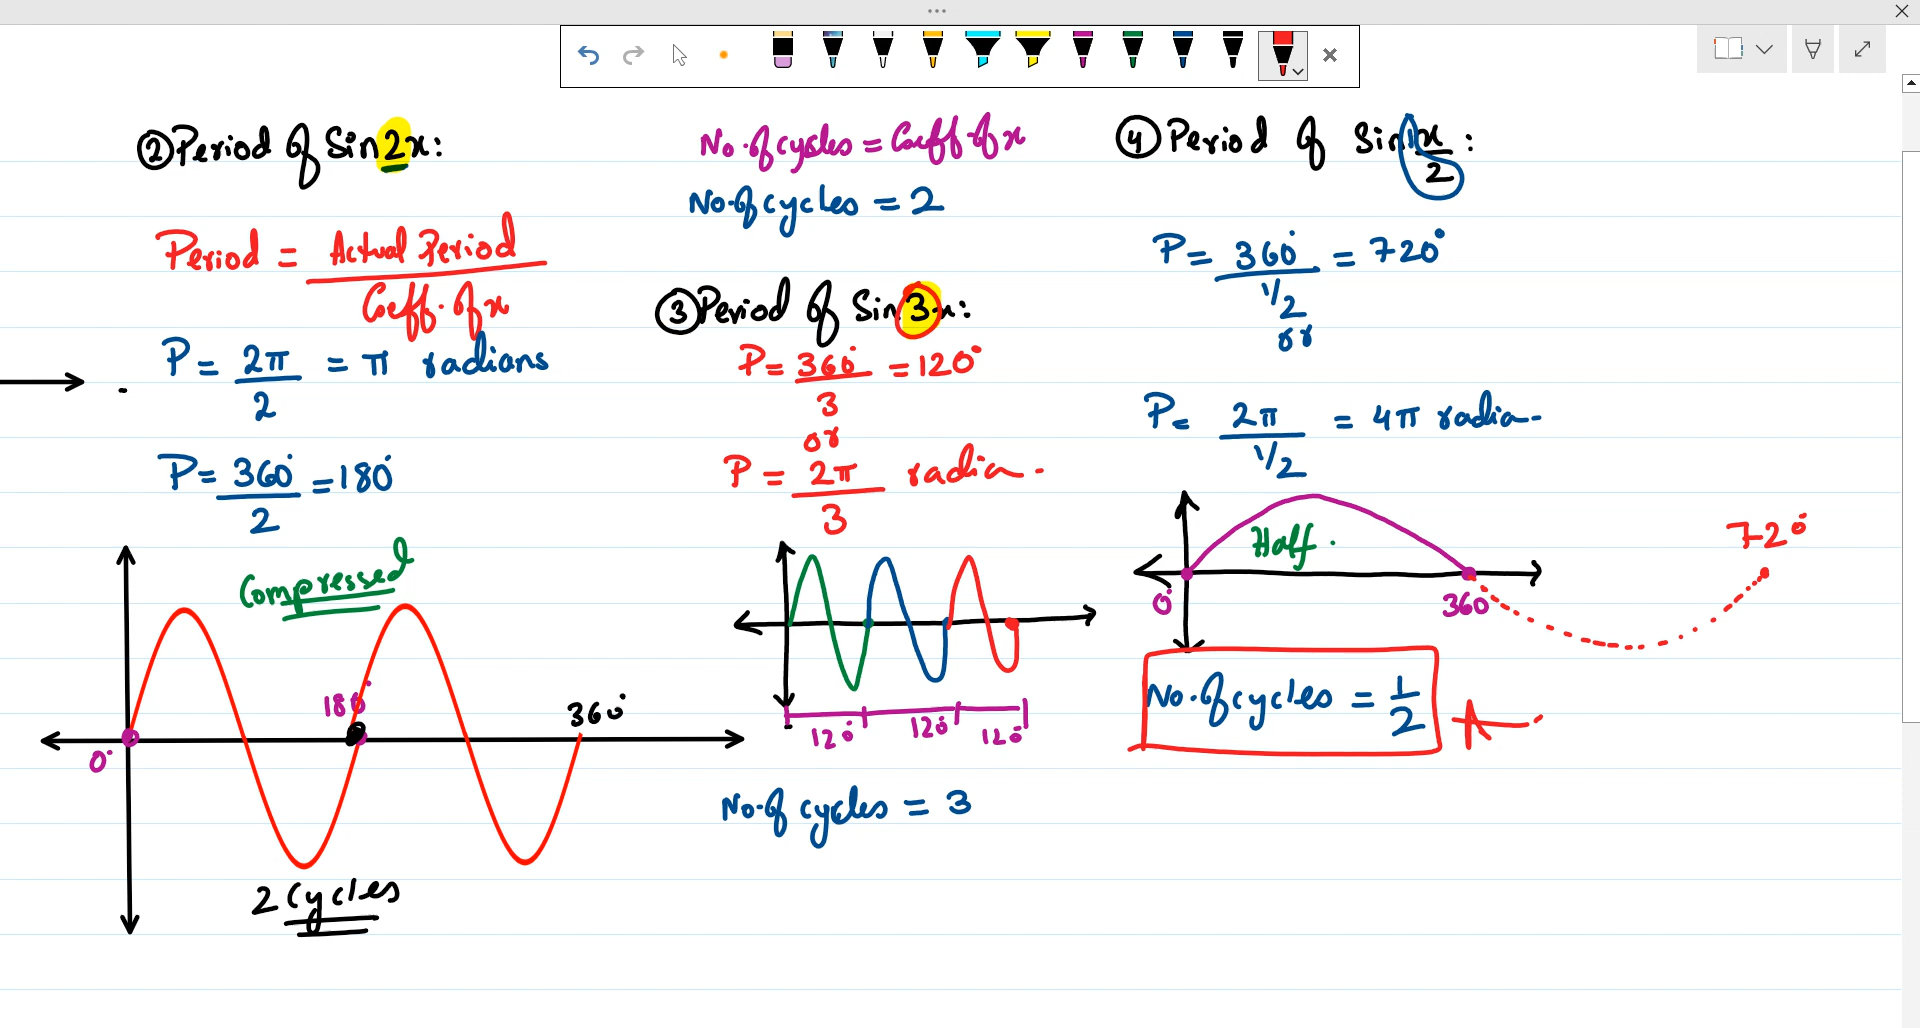 ② Period of Sin2x:
Period = Actual Period / Coeff. of x
P = 2π/2 = π radians
P = 360°/2 = 180°
Compressed
180°
360°
0°
2 Cycles
No. of cycles = Coeff of x
No. of cycles = 2
③ Period of Sin3x:
P = 360°/3 = 120°
or
P = 2π/3 radia-
120° 120° 120°
No. of cycles = 3
④ Period of Sin 1x/2:
P = 360°/1/2 = 720°
or
P = 2π/1/2 = 4π radia-
Half.
720°
0°
360
No. of cycles = 1/2